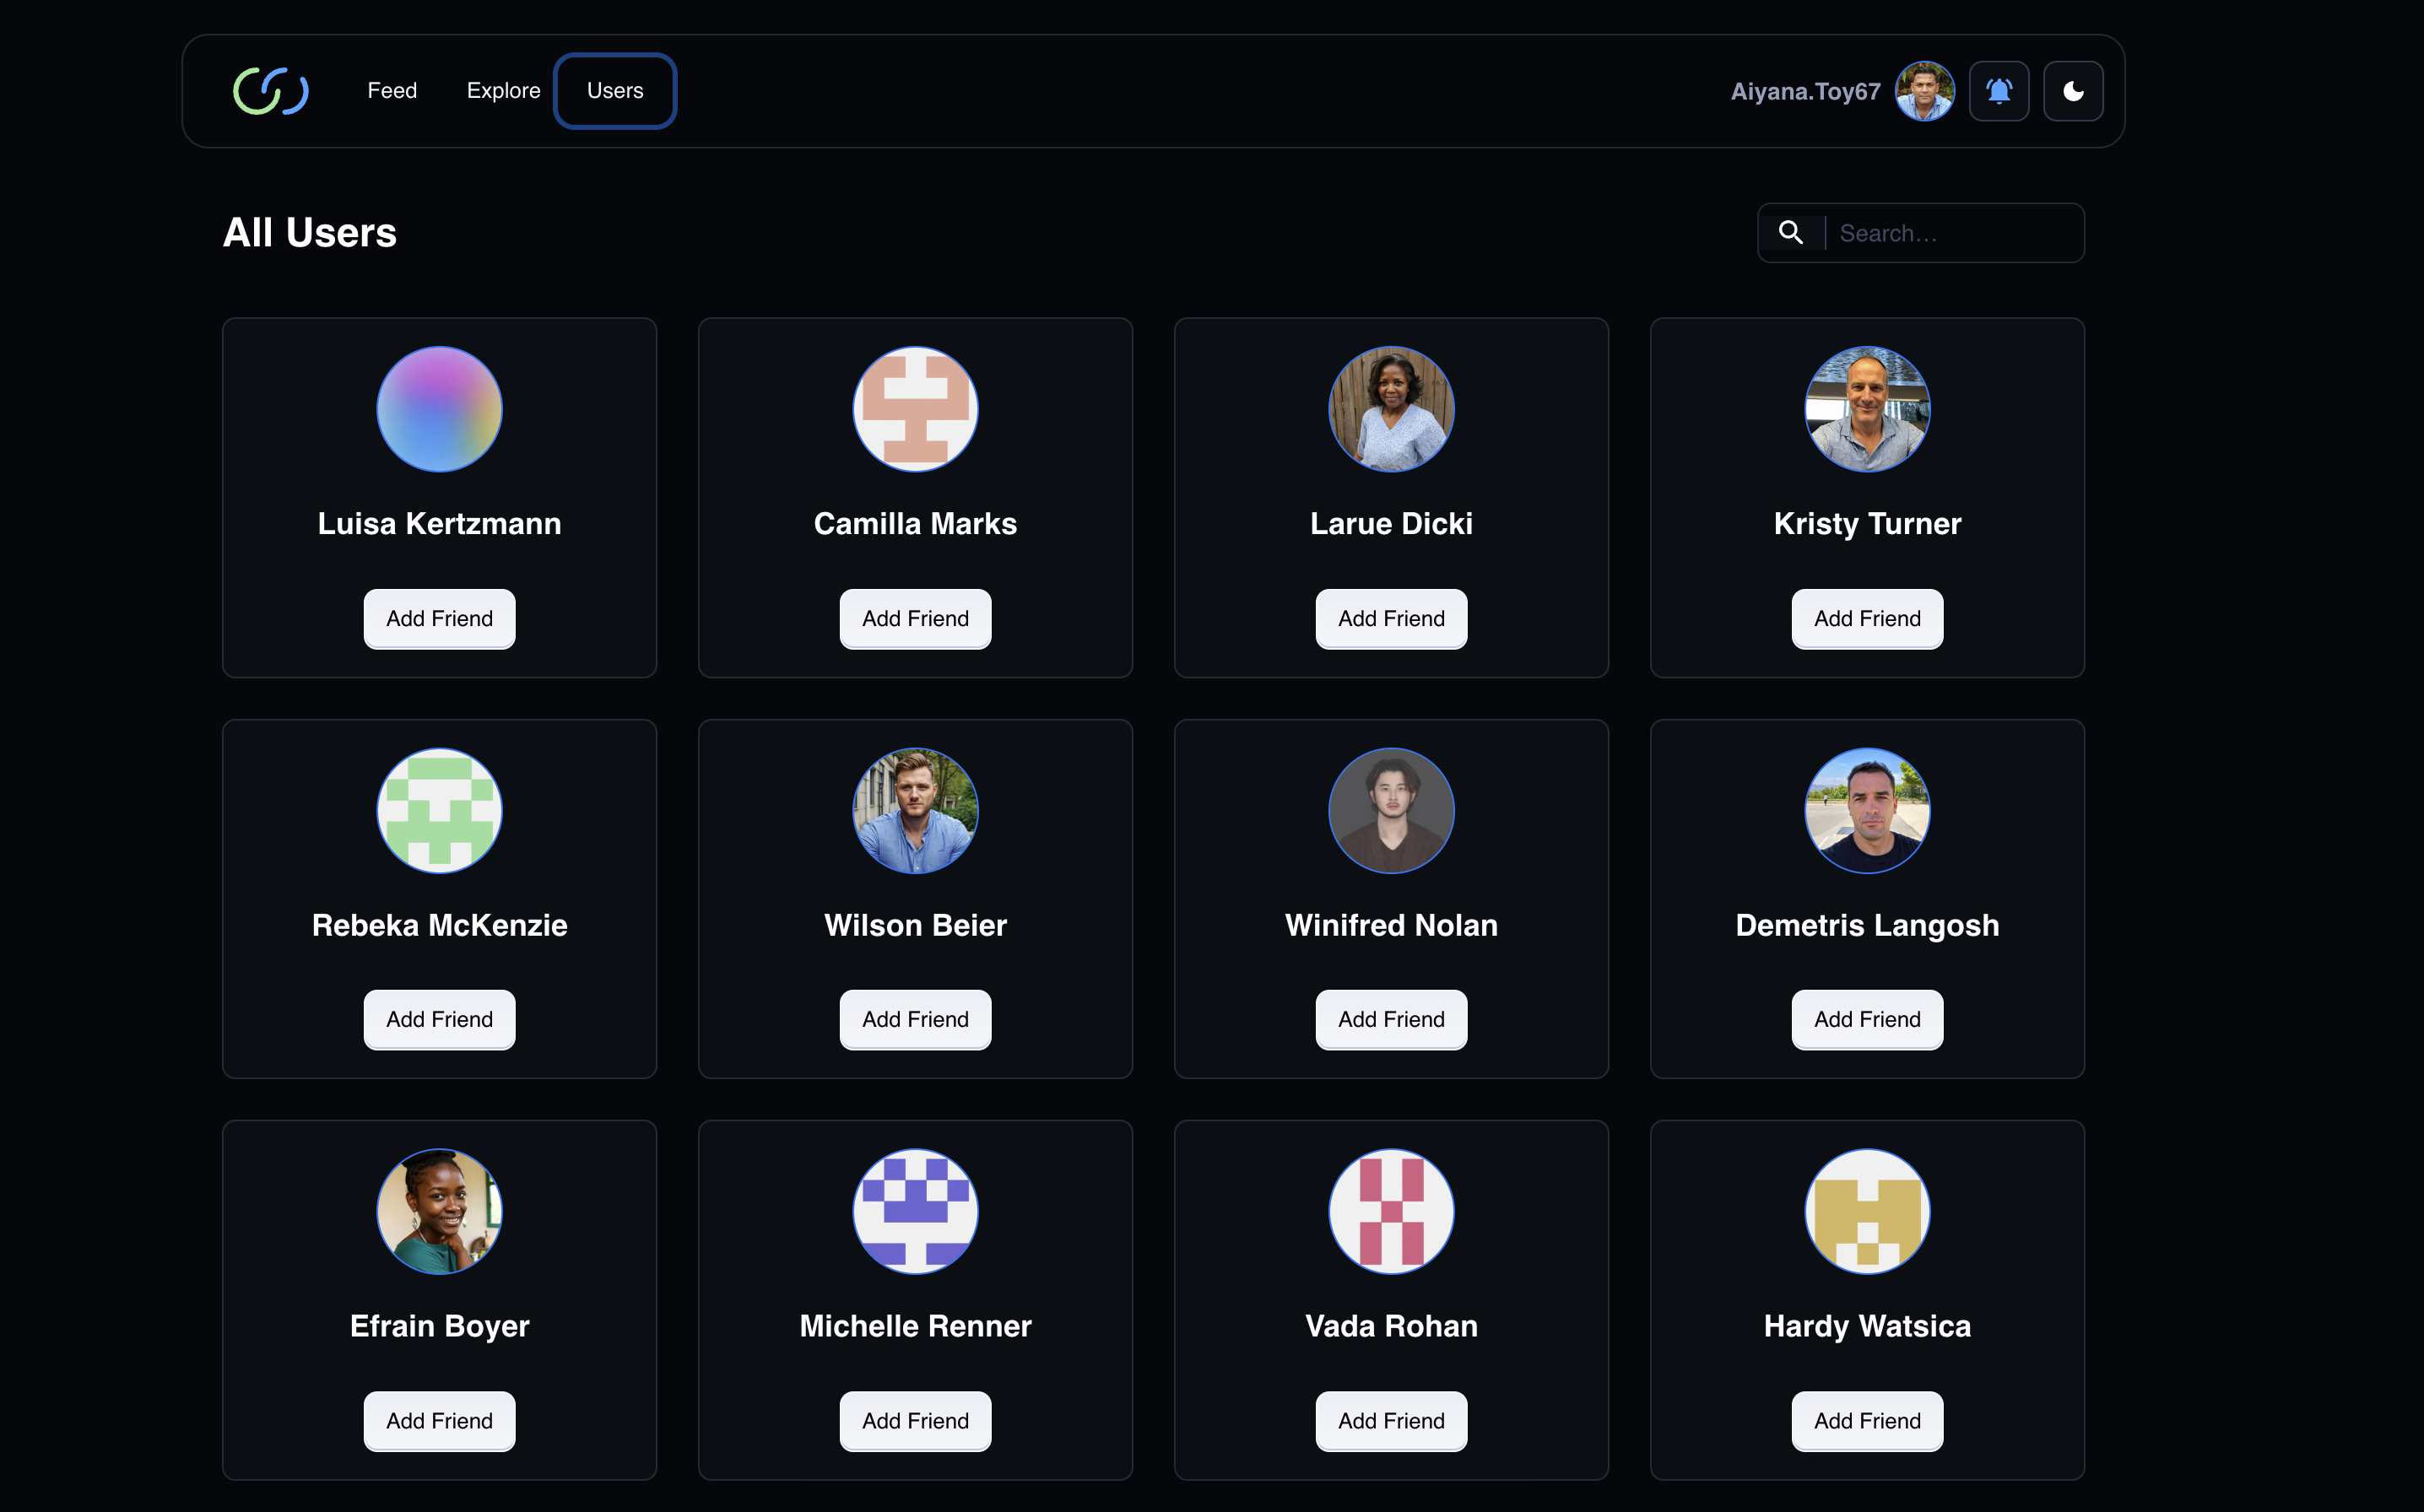 Feed Explore Users Aiyana.Toy67
All Users
Search...
Luisa Kertzmann Camilla Marks Larue Dicki Kristy Turner
Add Friend Add Friend Add Friend Add Friend
Rebeka McKenzie Wilson Beier Winifred Nolan Demetris Langosh
Add Friend Add Friend Add Friend Add Friend
Efrain Boyer Michelle Renner Vada Rohan Hardy Watsica
Add Friend Add Friend Add Friend Add Friend